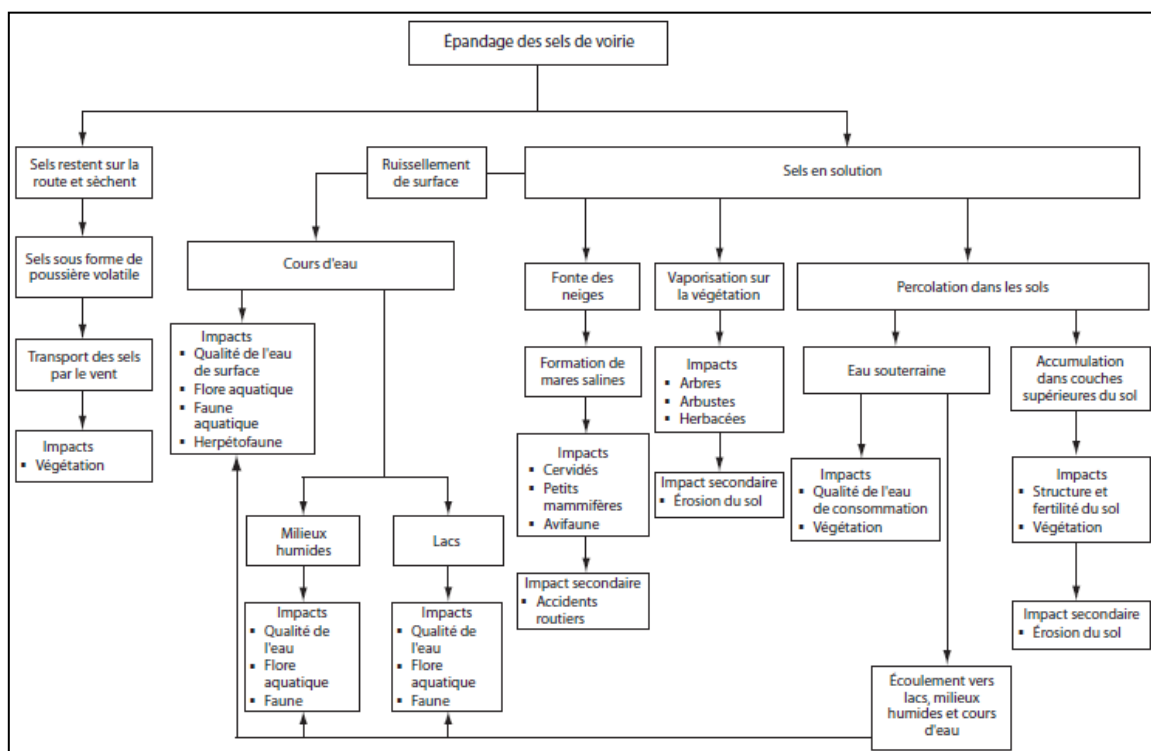 Épandage des sels de voirie
Sels restent sur la
route et sèchent
Ruissellement
de surface
Sels en solution
Sels sous forme de
poussière volatile
Cours d'eau
Fonte des
neiges
Vaporisation sur
la végétation
Percolation dans les sols
Transport des sels
par le vent
Impacts
▪ Qualité de l'eau
de surface
▪ Flore aquatique
▪ Faune
aquatique
▪ Herpétofaune
Formation de
mares salines
Impacts
▪ Arbres
▪ Arbustes
▪ Herbacées
Eau souterraine
Accumulation
dans couches
supérieures du sol
Impacts
▪ Végétation
Impacts
▪ Cervidés
▪ Petits
mammifères
▪ Avifaune
Impact secondaire
▪ Érosion du sol
Impacts
▪ Qualité de l'eau
de consommation
▪ Végétation
Impacts
▪ Structure et
fertilité du sol
▪ Végétation
Milieux
humides
Lacs
Impact secondaire
▪ Accidents
routiers
Impact secondaire
▪ Érosion du sol
Impacts
▪ Qualité de
l'eau
▪ Flore
aquatique
▪ Faune
Impacts
▪ Qualité de
l'eau
▪ Flore
aquatique
▪ Faune
Écoulement vers
lacs, milieux
humides et cours
d'eau